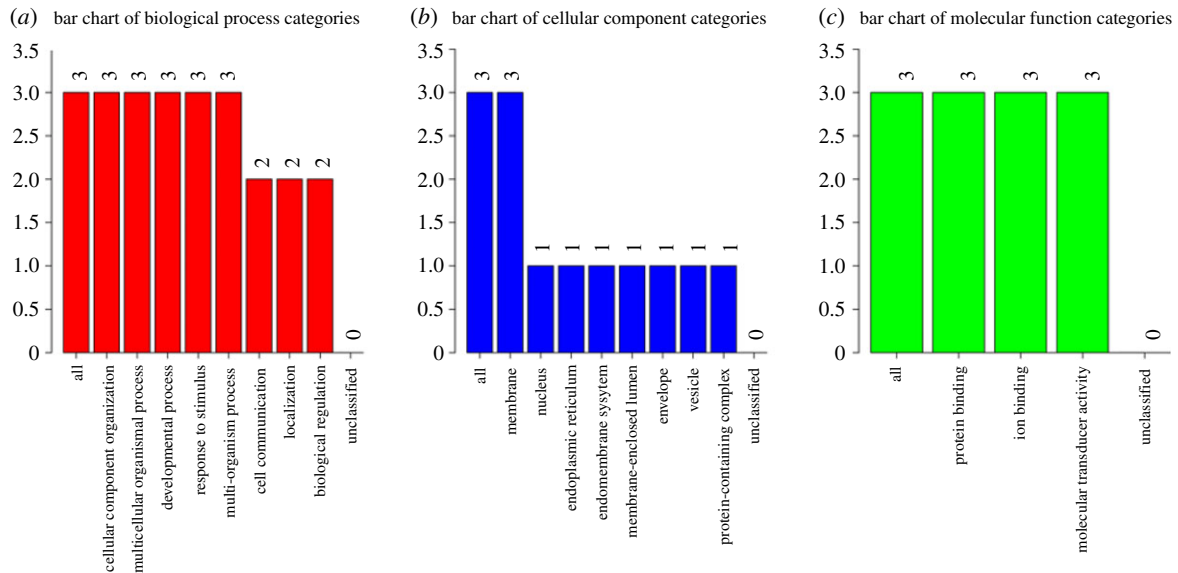 (a) bar chart of biological process categories
3.5
3.0
2.5
2.0
1.5
1.0
0.5
0
3
3
3
3
3
3
2
2
2
0
all
cellular component organization
multicellular organismal process
developmental process
response to stimulus
multi-organism process
cell communication
localization
biological regulation
unclassified
(b) bar chart of cellular component categories
3.5
3.0
2.5
2.0
1.5
1.0
0.5
0
3
3
1
1
1
1
1
1
1
0
all
membrane
nucleus
endoplasmic reticulum
endomembrane sysytem
membrane-enclosed lumen
envelope
vesicle
protein-containing complex
unclassified
(c) bar chart of molecular function categories
3.5
3.0
2.5
2.0
1.5
1.0
0.5
0
3
3
3
3
0
all
protein binding
ion binding
molecular transducer activity
unclassified